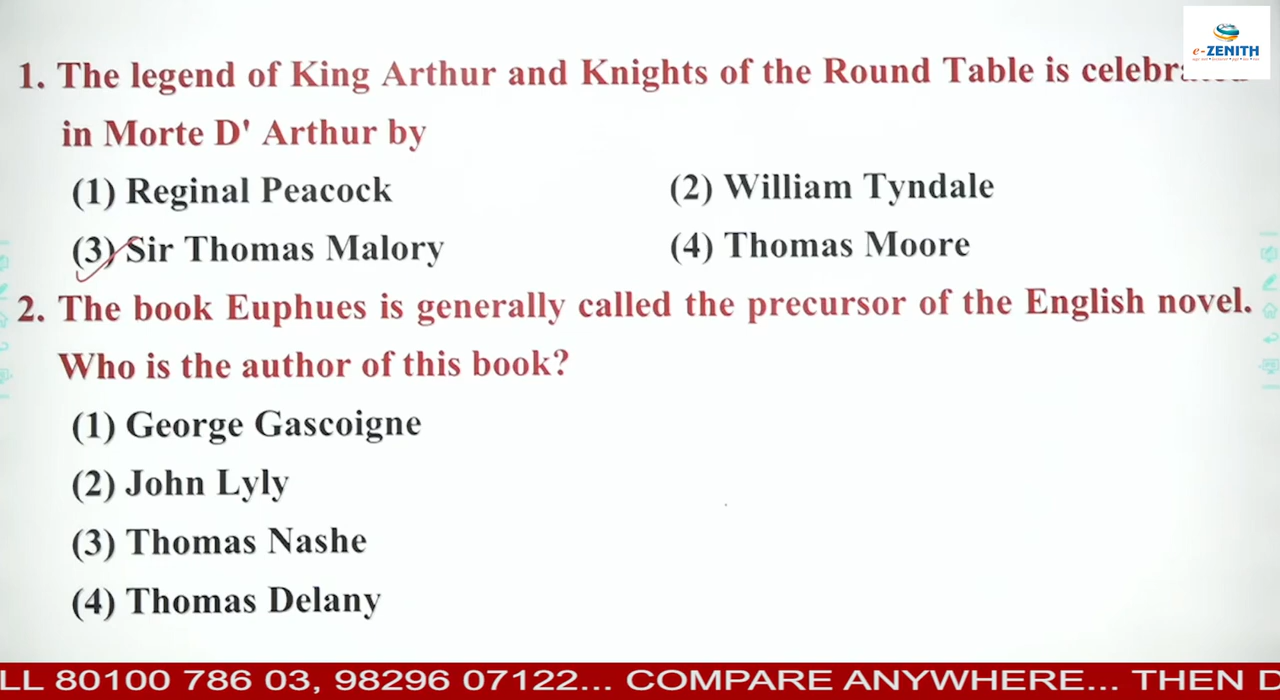 e-ZENITH
1. The legend of King Arthur and Knights of the Round Table is
in Morte D' Arthur by
(1) Reginal Peacock (2) William Tyndale
(3) Sir Thomas Malory (4) Thomas Moore
2. The book Euphues is generally called the precursor of the English novel.
Who is the author of this book?
(1) George Gascoigne
(2) John Lyly
(3) Thomas Nashe
(4) Thomas Delany
LL 80100 786 03, 98296 07122... COMPARE ANYWHERE... THEN D